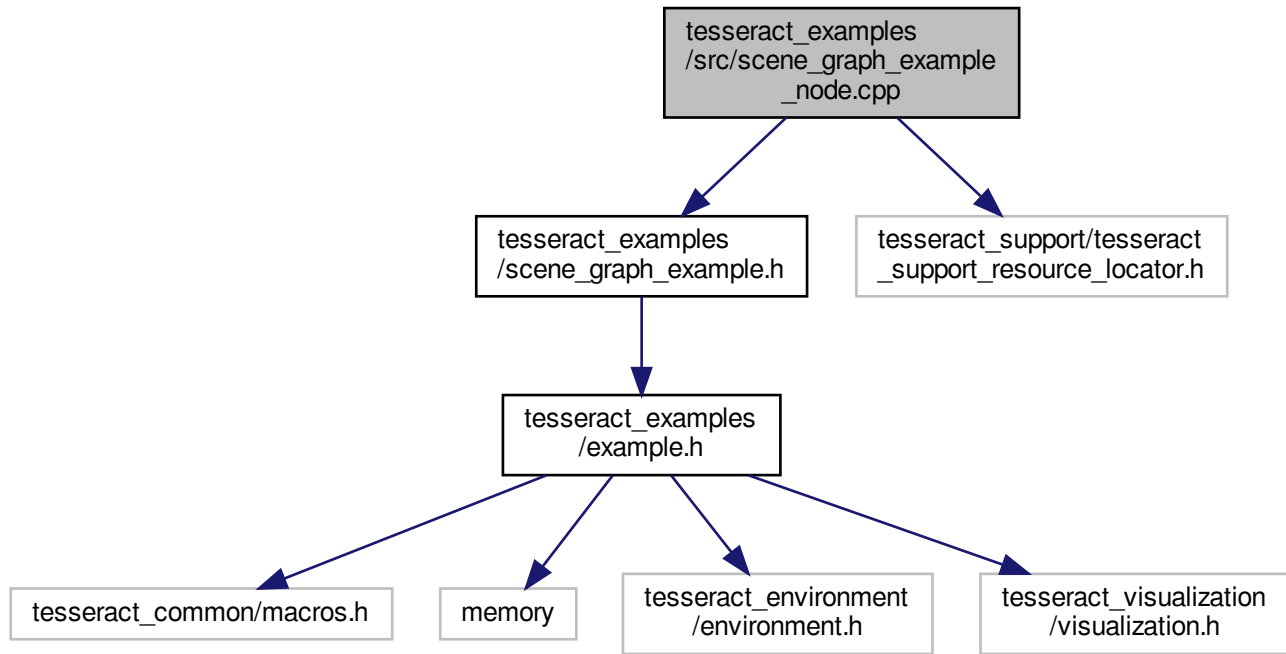 tesseract_examples
/src/scene_graph_example
_node.cpp
tesseract_examples
/scene_graph_example.h
tesseract_support/tesseract
_support_resource_locator.h
tesseract_examples
/example.h
tesseract_common/macros.h
memory
tesseract_environment
/environment.h
tesseract_visualization
/visualization.h